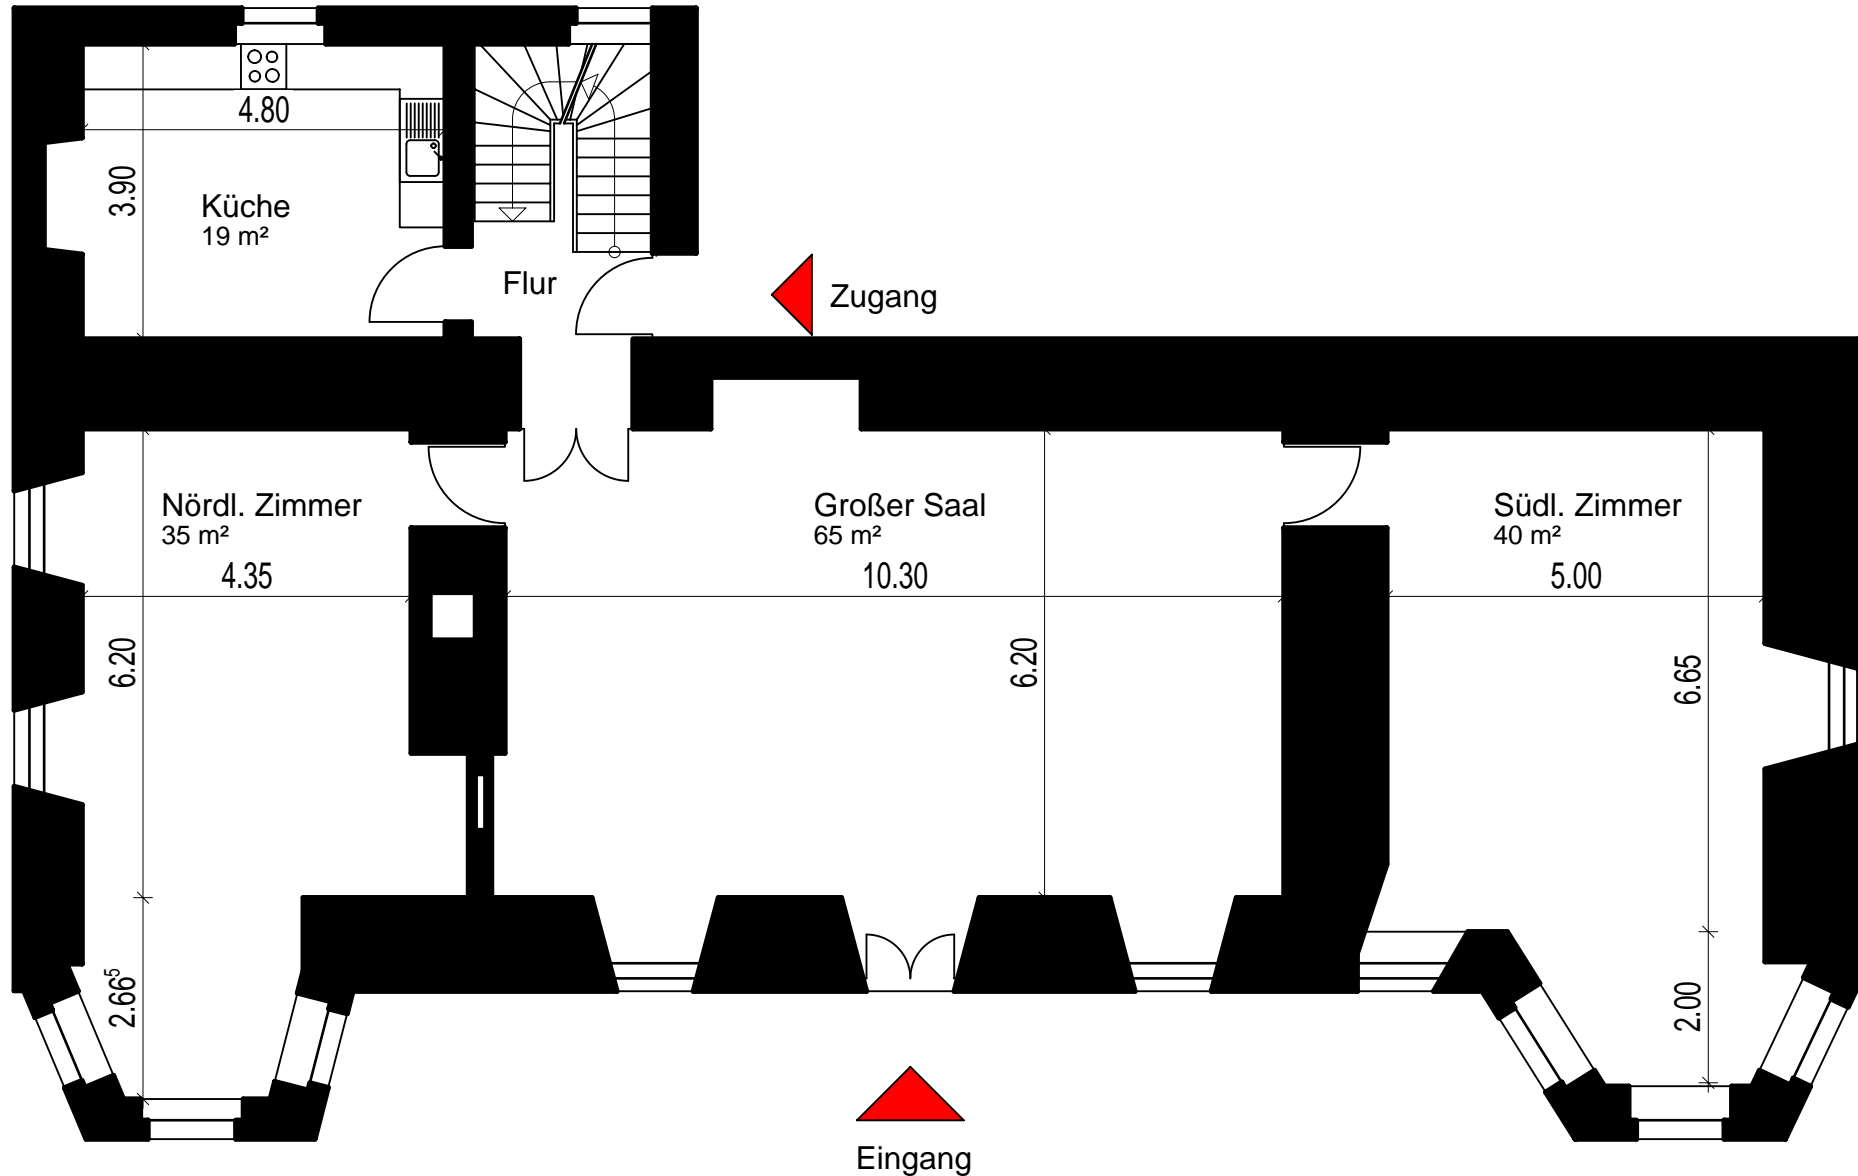 4.80
3.90
Küche
19 m²
Flur
Zugang
Nördl. Zimmer
35 m²
4.35
6.20
2.66⁵
Großer Saal
65 m²
10.30
6.20
Südl. Zimmer
40 m²
5.00
6.65
2.00
Eingang